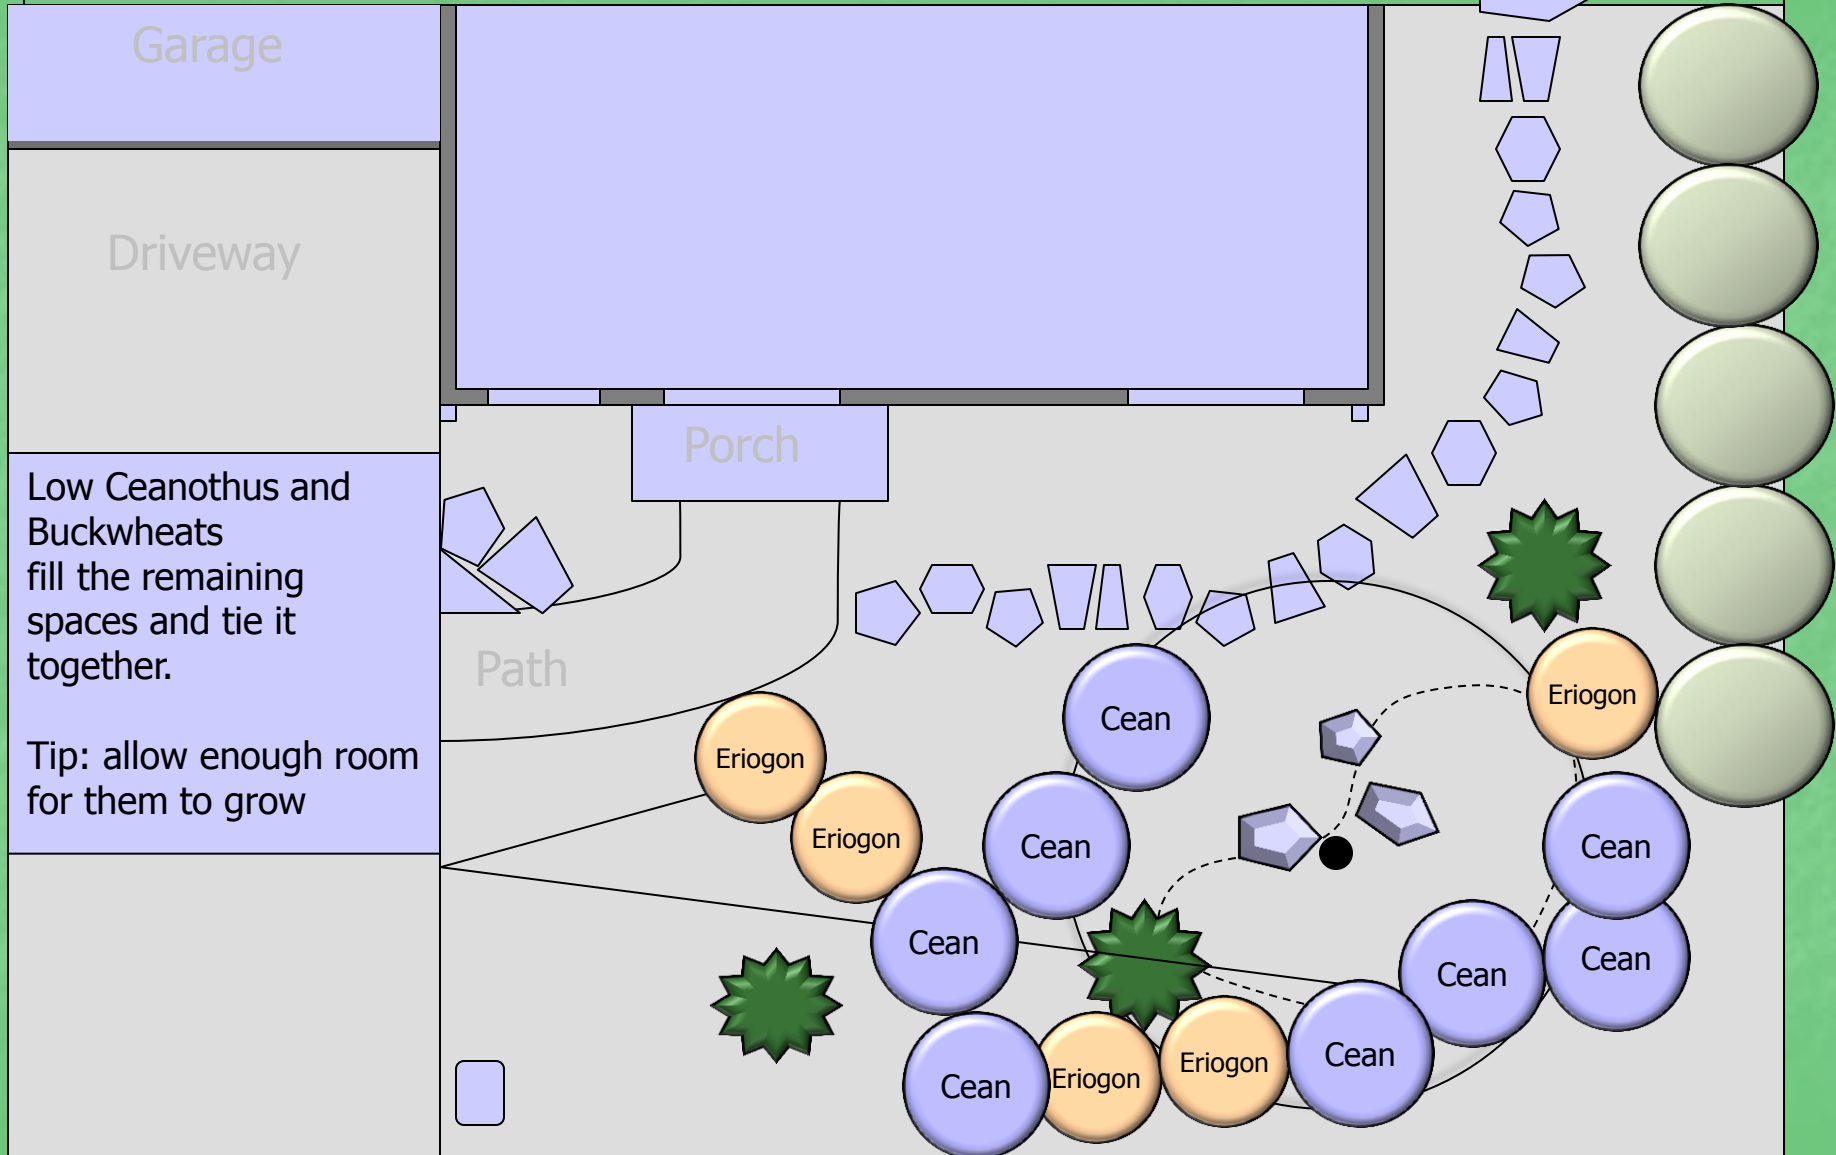 Garage
Driveway
Porch
Low Ceanothus and
Buckwheats
fill the remaining
spaces and tie it
together.
Tip: allow enough room
for them to grow
Path
Eriogon
Cean
Eriogon
Eriogon
Cean
Cean
Cean
Cean
Cean
Cean
Eriogon
Eriogon
Cean
Cean